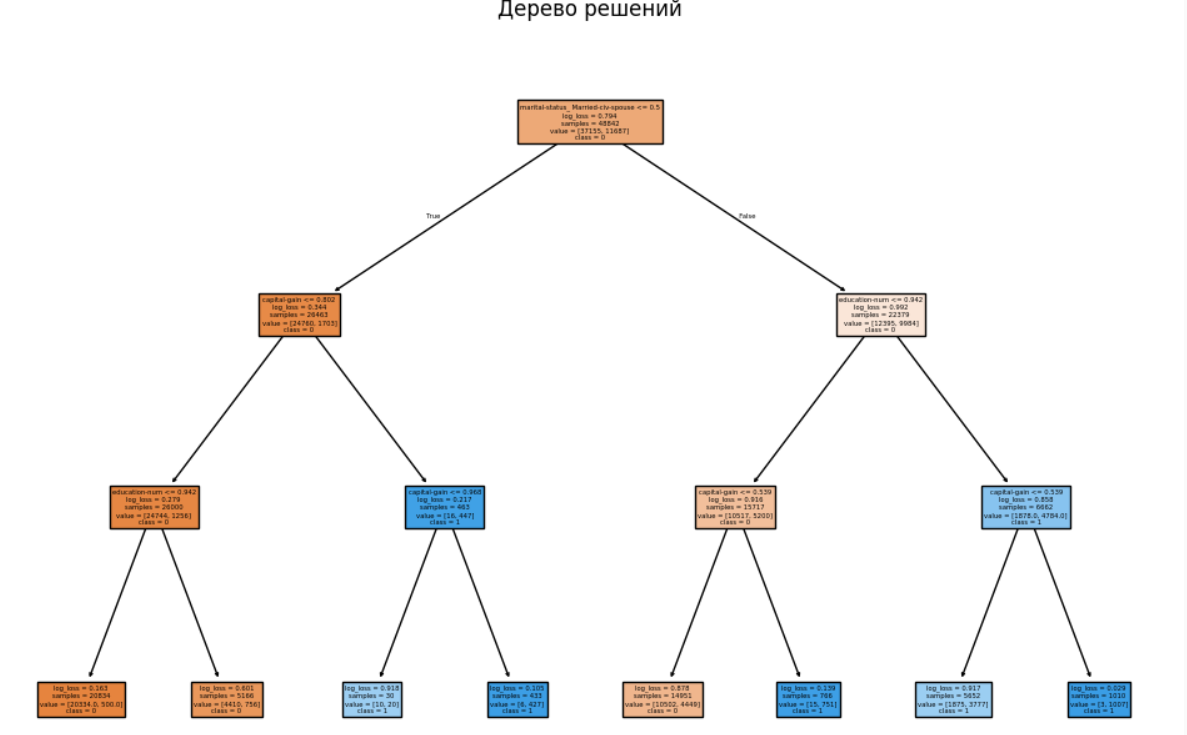 Дерево решений
marital-status_ Married-civ-spouse <= 0.5
log_loss = 0.794
samples = 48842
value = [37155, 11687]
class = 0
True
False
capital-gain <= 0.802
log_loss = 0.344
samples = 26463
value = [24760, 1703]
class = 0
education-num <= 0.942
log_loss = 0.992
samples = 22379
value = [12395, 9984]
class = 0
education-num <= 0.942
log_loss = 0.279
samples = 26000
value = [24744, 1256]
class = 0
capital-gain <= 0.968
log_loss = 0.217
samples = 463
value = [16, 447]
class = 1
capital-gain <= 0.539
log_loss = 0.916
samples = 15717
value = [10517, 5200]
class = 0
capital-gain <= 0.539
log_loss = 0.858
samples = 6662
value = [1878.0, 4784.0]
class = 1
log_loss = 0.163
samples = 20834
value = [20334.0, 500.0]
class = 0
log_loss = 0.601
samples = 5166
value = [4410, 756]
class = 0
log_loss = 0.918
samples = 30
value = [10, 20]
class = 1
log_loss = 0.105
samples = 433
value = [6, 427]
class = 1
log_loss = 0.878
samples = 14951
value = [10502, 4449]
class = 0
log_loss = 0.139
samples = 766
value = [15, 751]
class = 1
log_loss = 0.917
samples = 5652
value = [1875, 3777]
class = 1
log_loss = 0.029
samples = 1010
value = [3, 1007]
class = 1